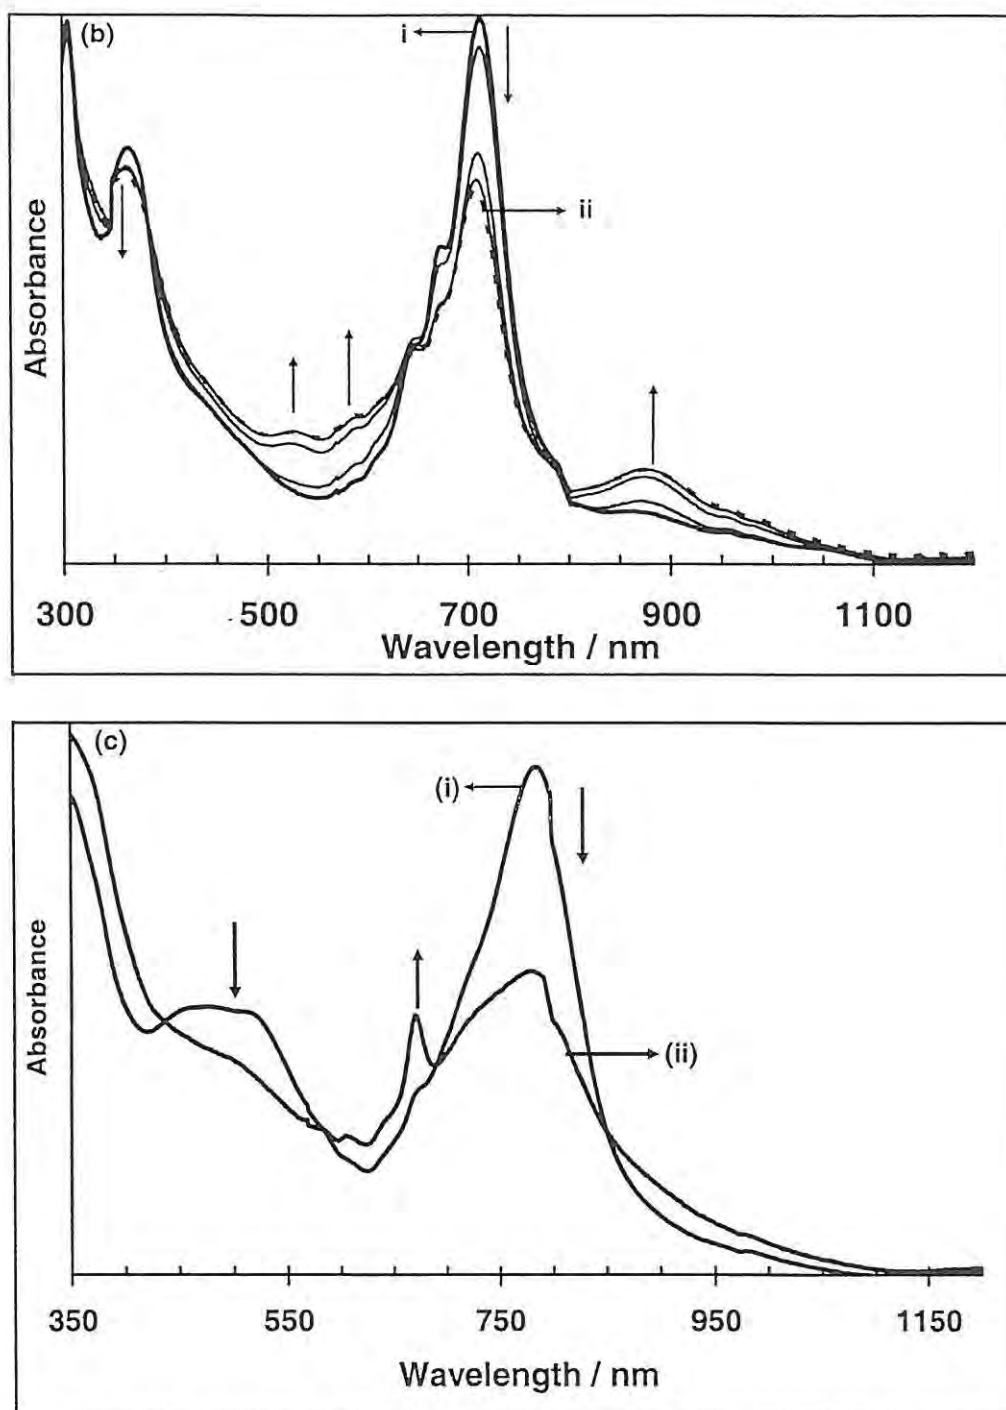 (b)
i
ii
Absorbance
300 500 700 900 1100
Wavelength / nm
(c)
(i)
(ii)
Absorbance
350 550 750 950 1150
Wavelength / nm